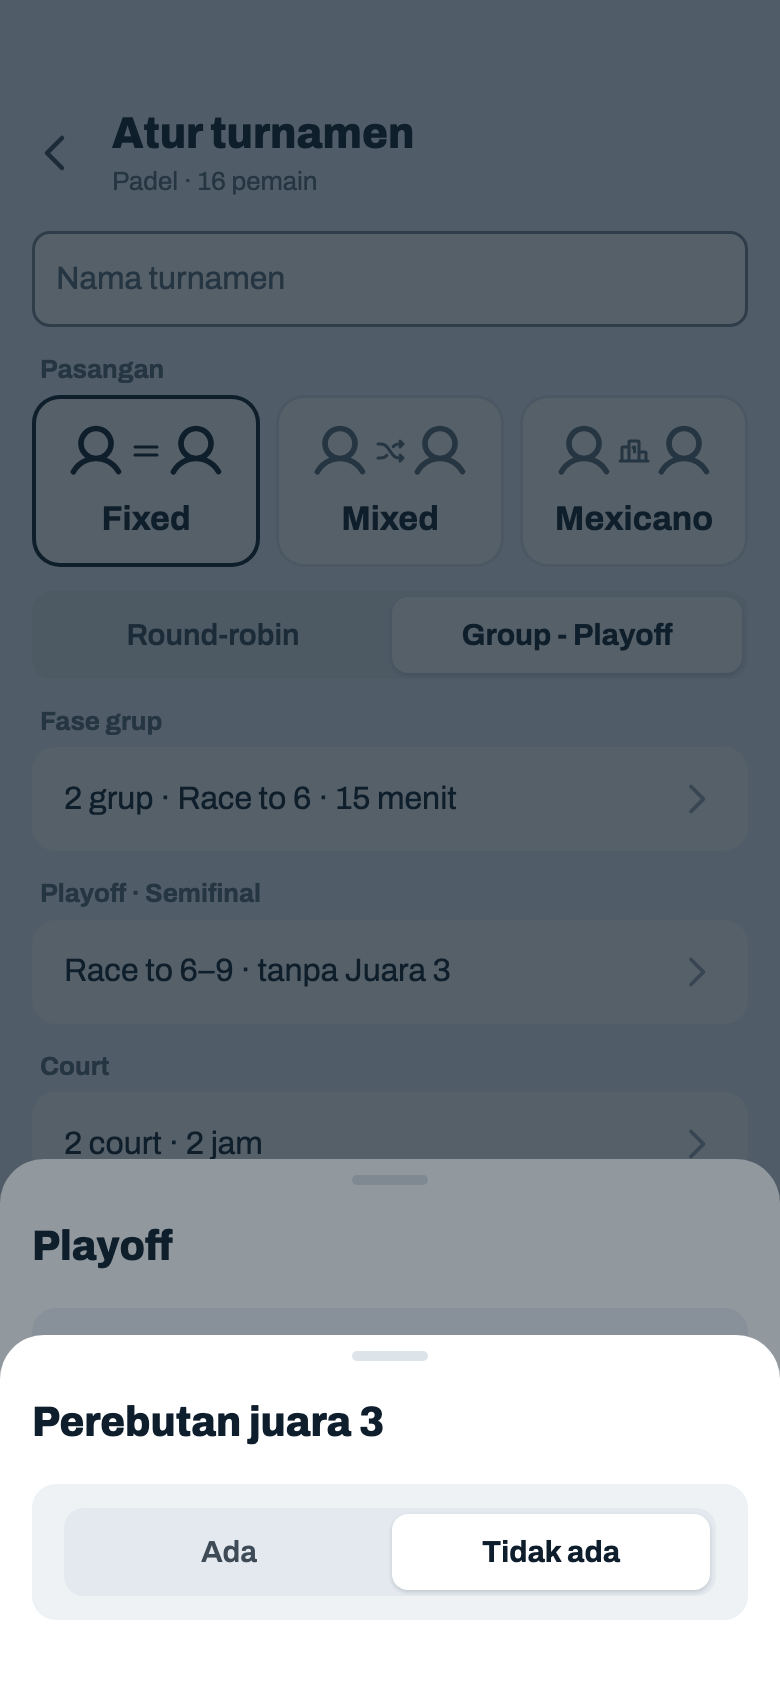 Atur turnamen
Padel · 16 pemain
Nama turnamen
Pasangan
Fixed
Mixed
Mexicano
Round-robin
Group - Playoff
Fase grup
2 grup · Race to 6 · 15 menit
Playoff · Semifinal
Race to 6–9 · tanpa Juara 3
Court
2 court · 2 jam
Playoff
Perebutan juara 3
Ada
Tidak ada